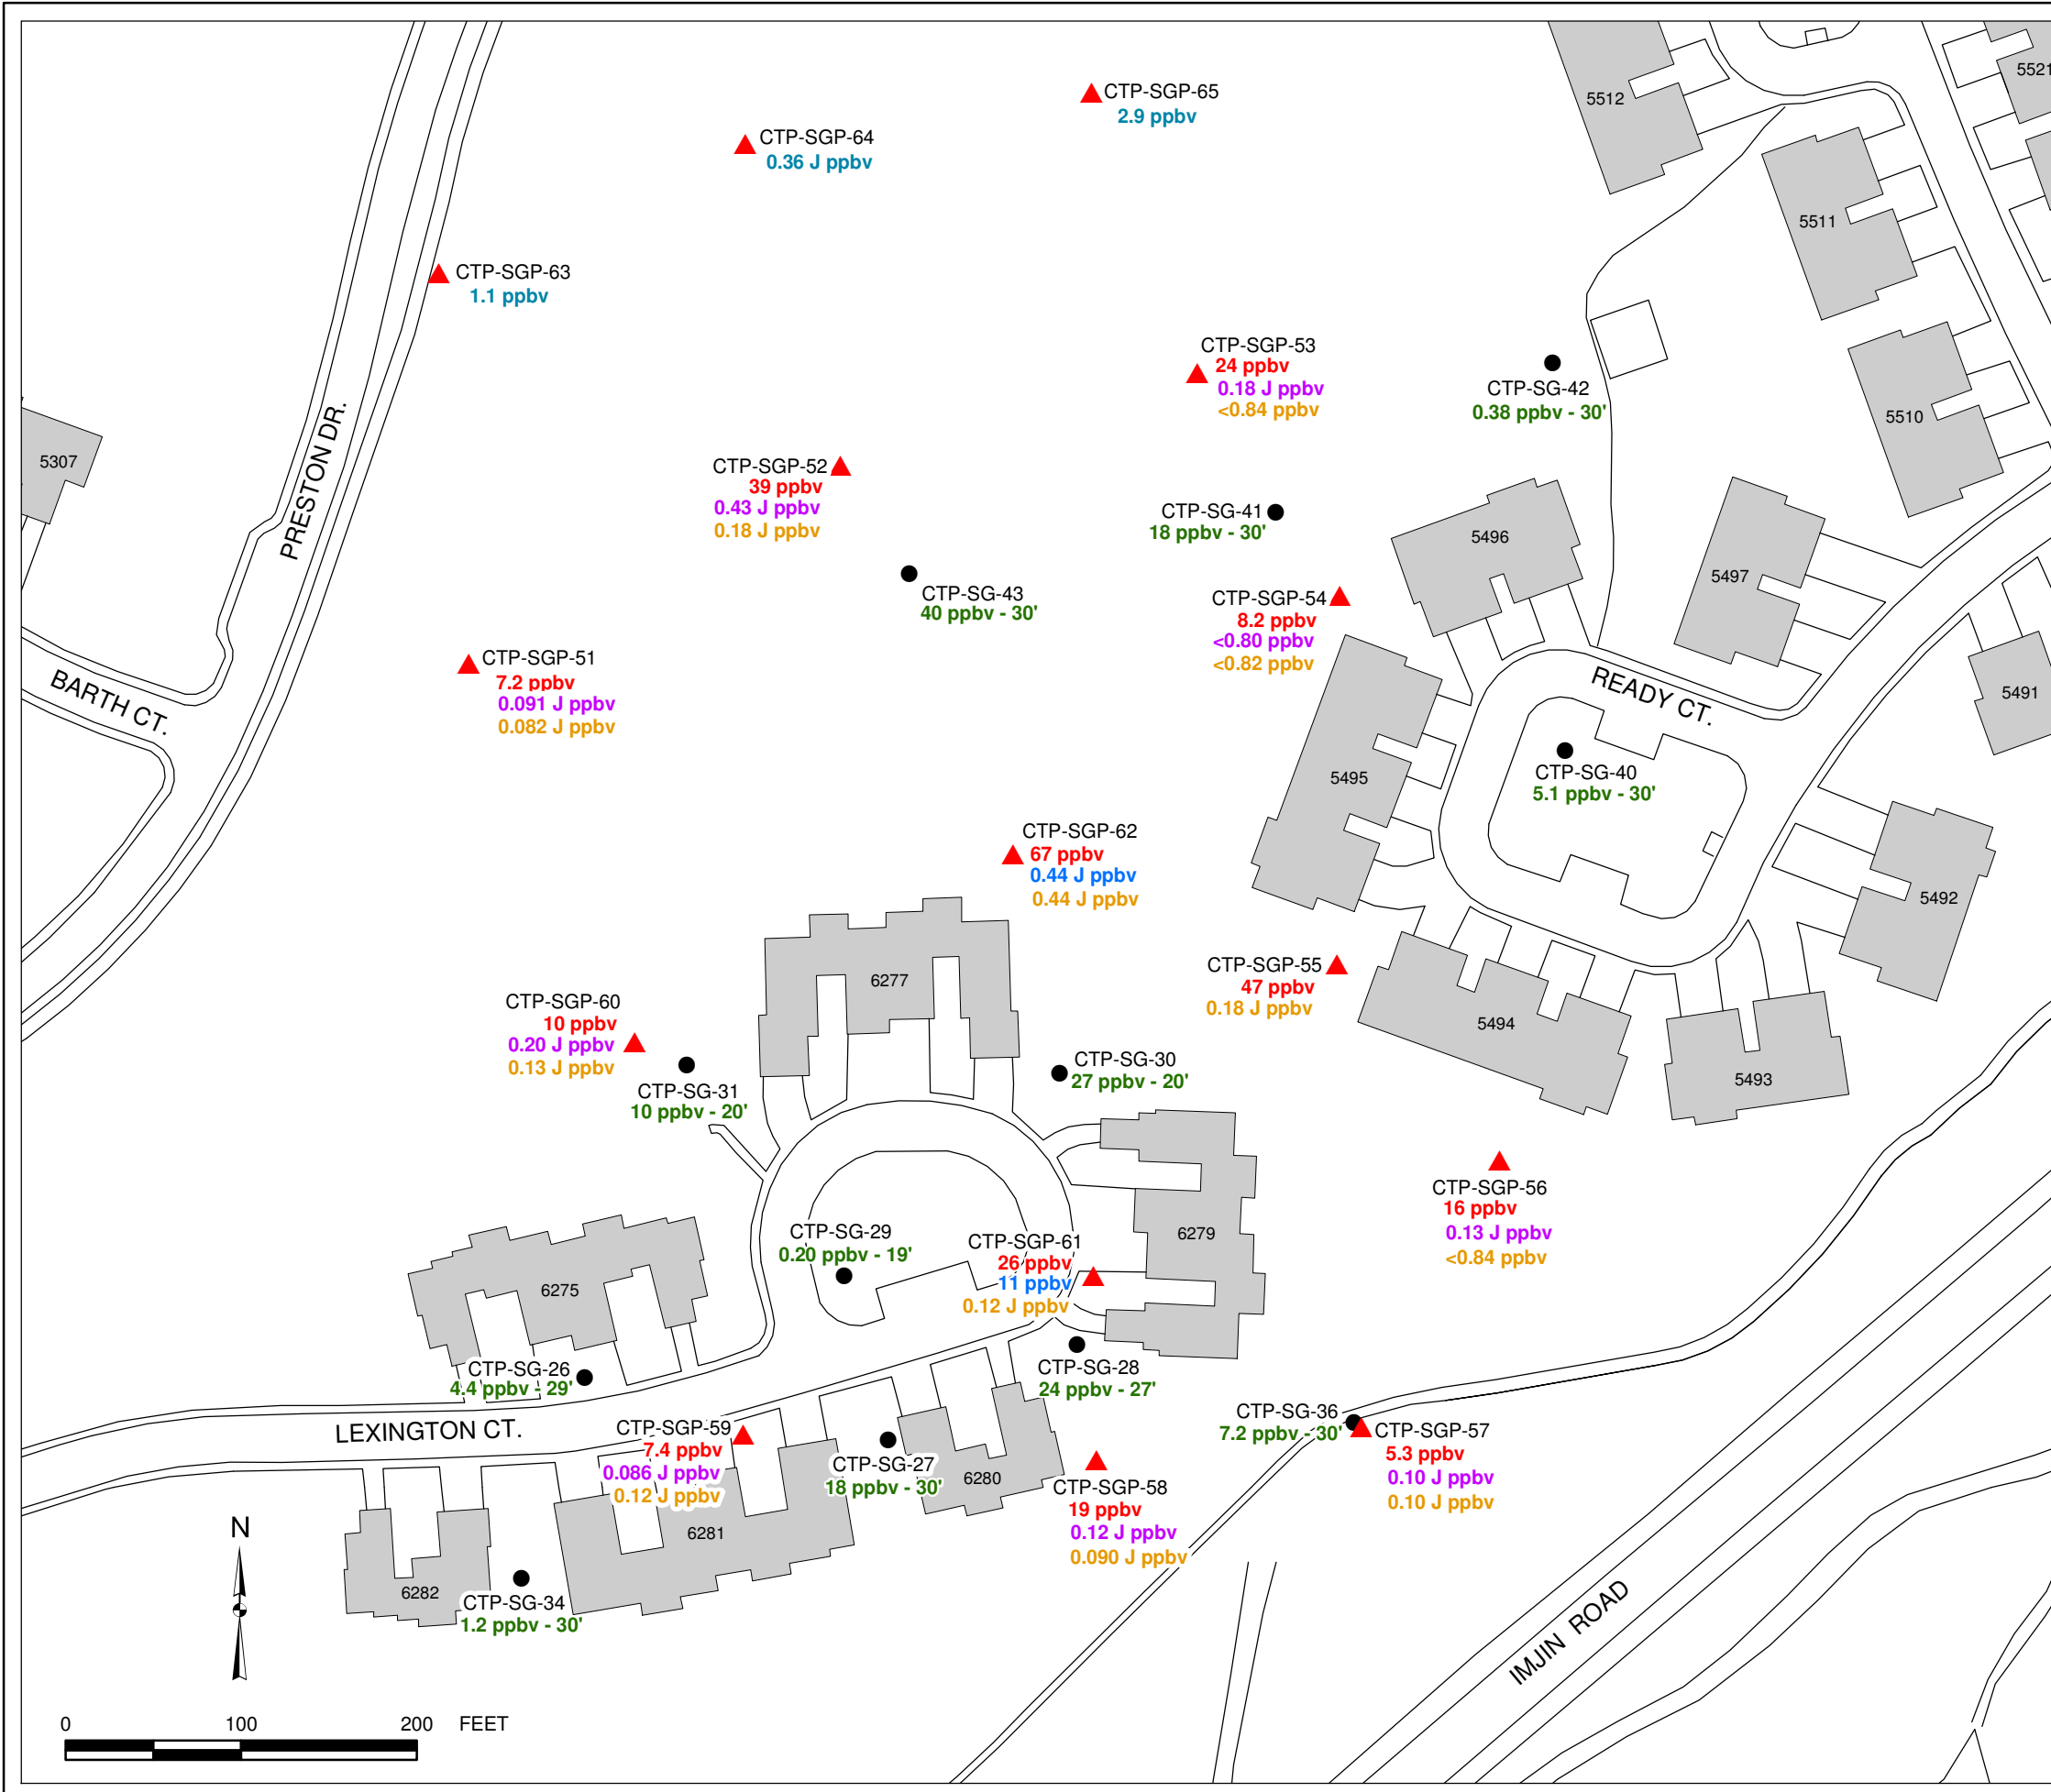 5521
5512
CTP-SGP-65
2.9 ppbv
CTP-SGP-64
0.36 J ppbv
5511
CTP-SGP-63
1.1 ppbv
CTP-SGP-53
24 ppbv
0.18 J ppbv
<0.84 ppbv
CTP-SG-42
0.38 ppbv - 30'
5510
5307
PRESTON DR.
CTP-SGP-52
39 ppbv
0.43 J ppbv
0.18 J ppbv
CTP-SG-41
18 ppbv - 30'
5496
5497
CTP-SG-43
40 ppbv - 30'
CTP-SGP-54
8.2 ppbv
<0.80 ppbv
<0.82 ppbv
CTP-SGP-51
7.2 ppbv
0.091 J ppbv
0.082 J ppbv
BARTH CT.
READY CT.
5491
5495
CTP-SG-40
5.1 ppbv - 30'
CTP-SGP-62
67 ppbv
0.44 J ppbv
0.44 J ppbv
5492
6277
CTP-SGP-55
47 ppbv
0.18 J ppbv
5494
CTP-SGP-60
10 ppbv
0.20 J ppbv
0.13 J ppbv
CTP-SG-31
10 ppbv - 20'
CTP-SG-30
27 ppbv - 20'
5493
CTP-SGP-56
16 ppbv
0.13 J ppbv
<0.84 ppbv
CTP-SG-29
0.20 ppbv - 19'
CTP-SGP-61
26 ppbv
11 ppbv
0.12 J ppbv
6279
6275
CTP-SG-26
4.4 ppbv - 29'
CTP-SG-28
24 ppbv - 27'
LEXINGTON CT.
CTP-SGP-59
7.4 ppbv
0.086 J ppbv
0.12 J ppbv
CTP-SG-27
18 ppbv - 30'
6280
CTP-SG-36
7.2 ppbv - 30'
CTP-SGP-57
5.3 ppbv
0.10 J ppbv
0.10 J ppbv
CTP-SGP-58
19 ppbv
0.12 J ppbv
0.090 J ppbv
6281
6282
CTP-SG-34
1.2 ppbv - 30'
N
IMJIN ROAD
0 100 200 FEET